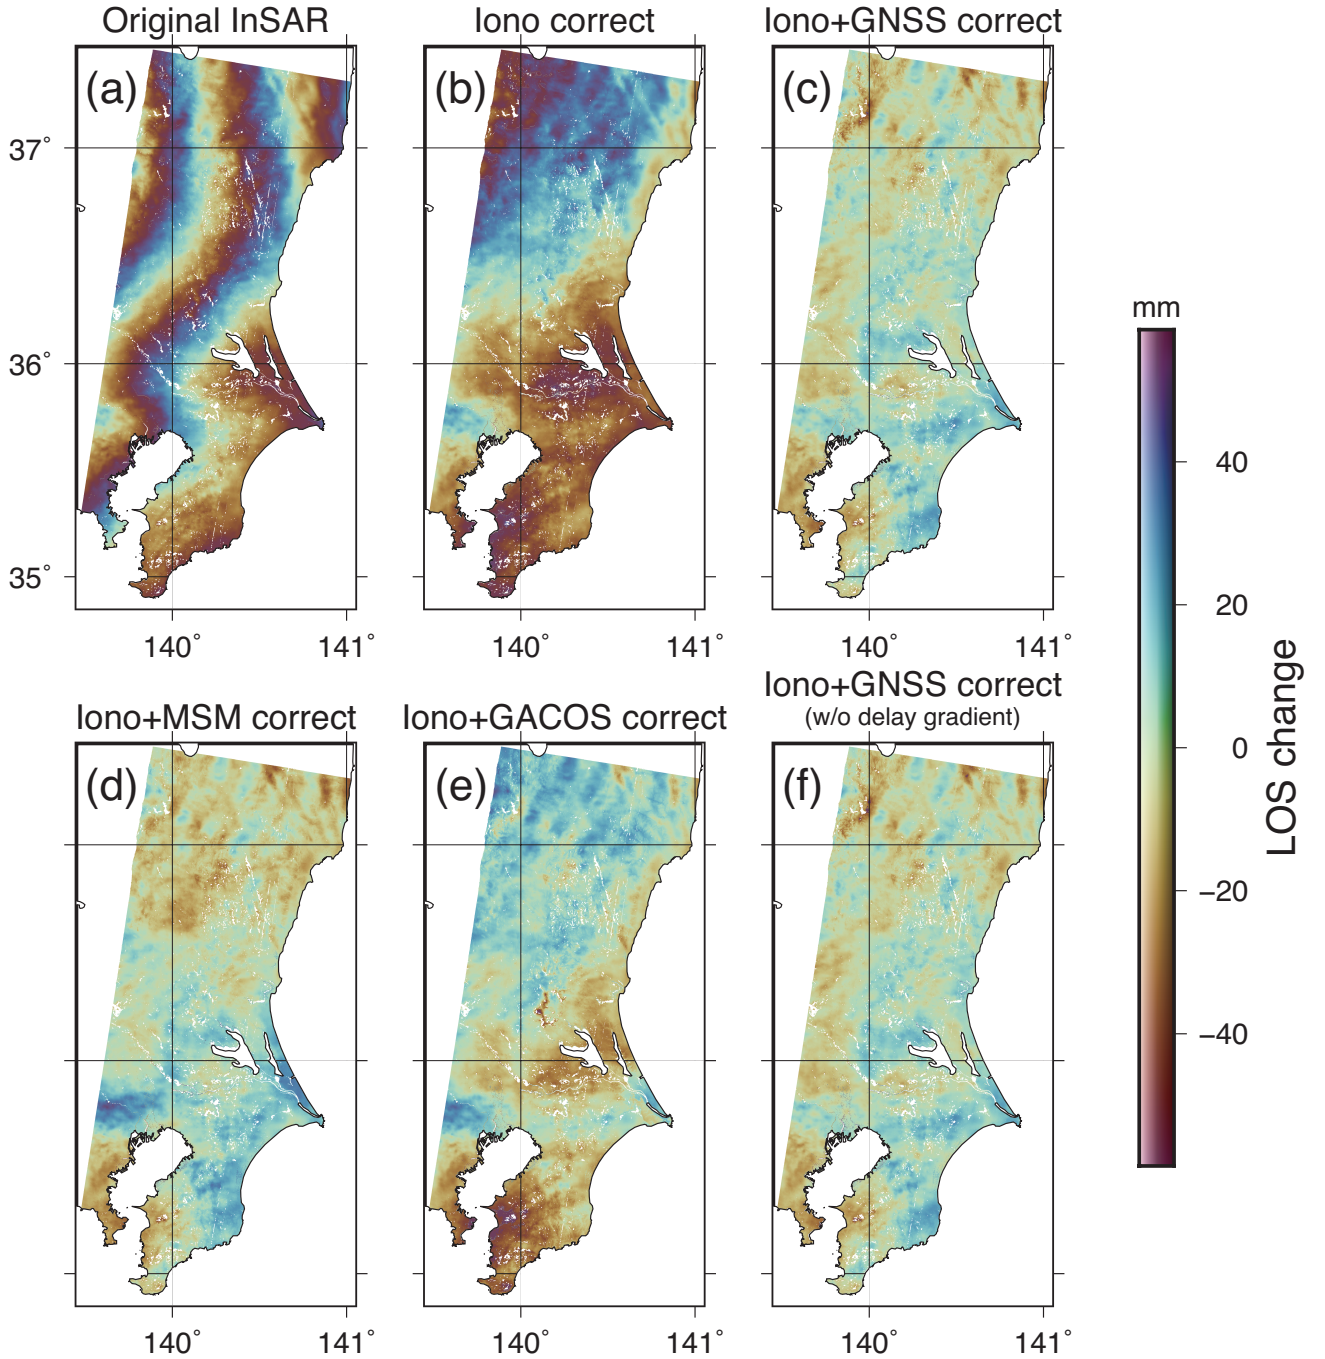 Original InSAR
Iono correct
Iono+GNSS correct
(a)
(b)
(c)
37°
36°
35°
140°
141°
140°
141°
140°
141°
mm
40
20
0
−20
−40
LOS change
Iono+MSM correct
Iono+GACOS correct
Iono+GNSS correct
(w/o delay gradient)
(d)
(e)
(f)
140°
141°
140°
141°
140°
141°